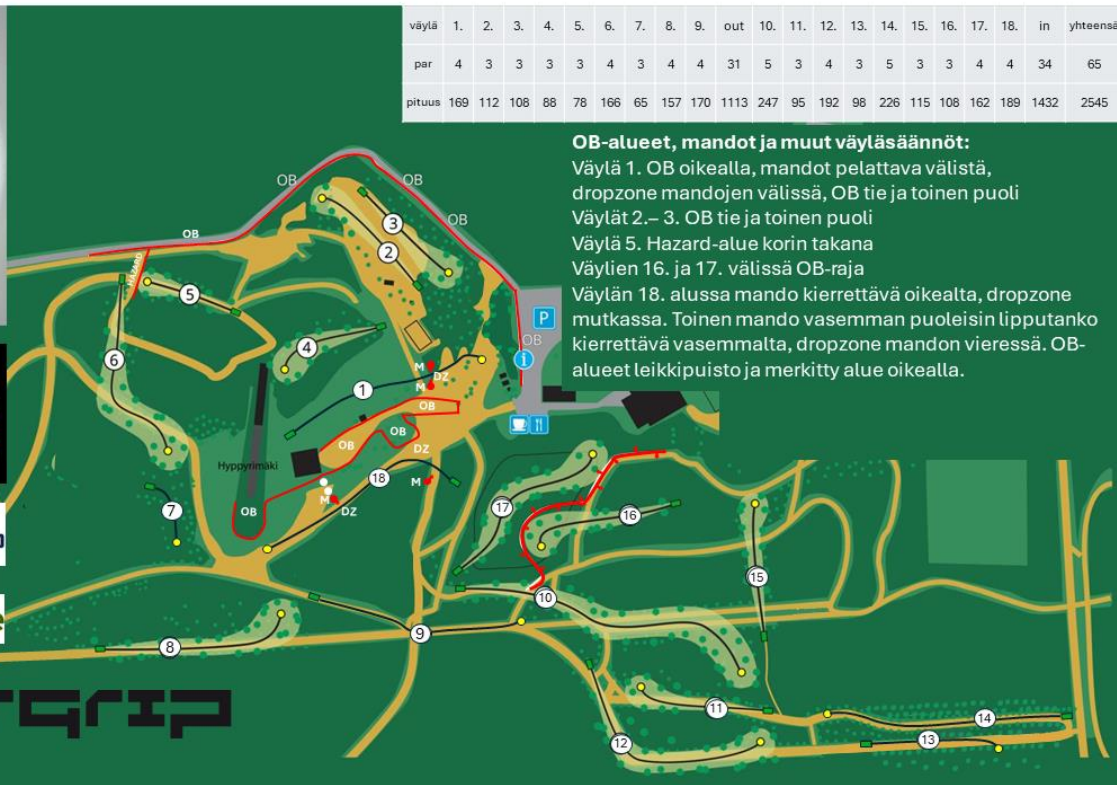 väylä 1. 2. 3. 4. 5. 6. 7. 8. 9. out 10. 11. 12. 13. 14. 15. 16. 17. 18. in yhteensä
par 4 3 3 3 3 4 3 4 4 31 5 3 4 3 5 3 3 4 4 34 65
pituus 169 112 108 88 78 166 65 157 170 1113 247 95 192 98 226 115 108 162 189 1432 2545
OB-alueet, mandot ja muut väyläsäännöt:
Väylä 1. OB oikealla, mandot pelattava välistä,
dropzone mandojen välissä, OB tie ja toinen puoli
Väylät 2.– 3. OB tie ja toinen puoli
Väylä 5. Hazard-alue korin takana
Väylien 16. ja 17. välissä OB-raja
Väylän 18. alussa mando kierrettävä oikealta, dropzone
mutkassa. Toinen mando vasemman puoleisin lipputanko
kierrettävä vasemmalta, dropzone mandon vieressä. OB-
alueet leikkipuisto ja merkitty alue oikealla.
OB
OB
OB
OB
3
2
HAZARD
5
P
OB
i
6
4
M
DZ
M
1
OB
OB
OB
DZ
Hyppyrimäki
18
M
M
DZ
OB
17
16
7
15
10
9
8
11
14
13
12